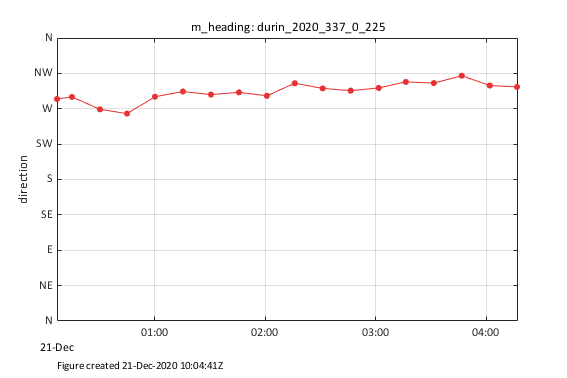 m_heading: durin_2020_337_0_225
N
NW
W
SW
S
SE
E
NE
N
direction
01:00
02:00
03:00
04:00
21-Dec
Figure created 21-Dec-2020 10:04:41Z